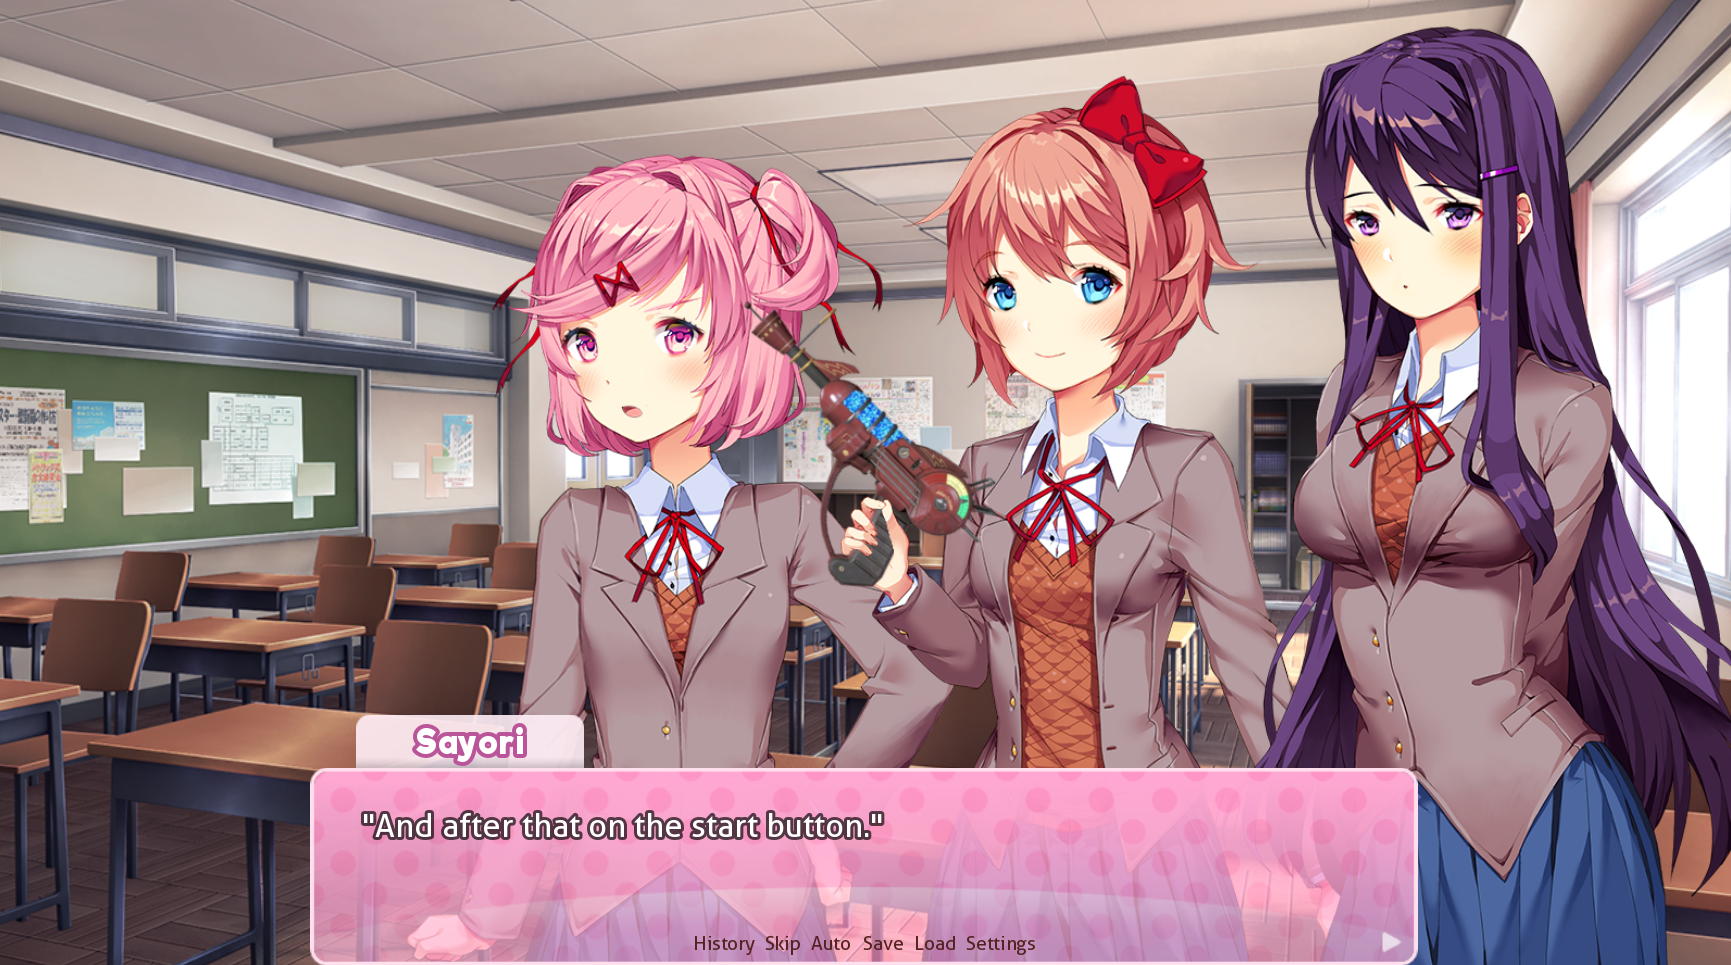 Sayori
"And after that on the start button."
History Skip Auto Save Load Settings